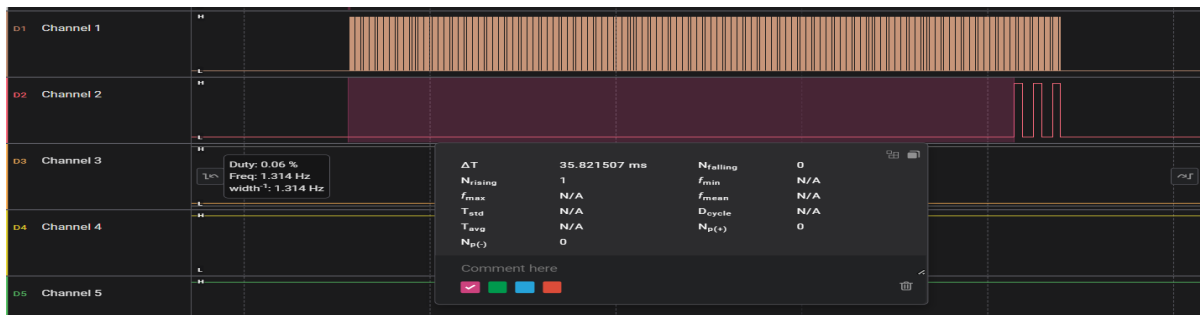 D1 Channel 1
H
L
D2 Channel 2
H
L
D3 Channel 3
H
L
Duty: 0.06 %
Freq: 1.314 Hz
width⁻¹: 1.314 Hz
ΔT 35.821507 ms Nfalling 0
Nrising 1 fmin N/A
fmax N/A fmean N/A
Tstd N/A Dcycle N/A
Tavg N/A Np(+) 0
Np(-) 0
Comment here
D4 Channel 4
H
L
D5 Channel 5
H